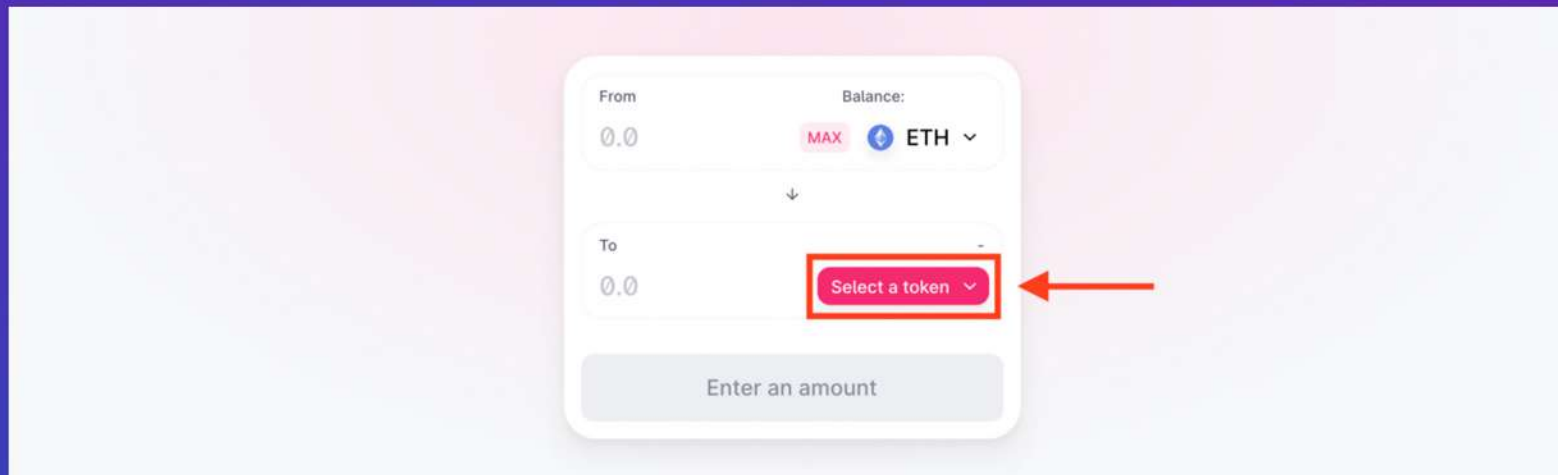 From Balance:
0.0 MAX ETH
To -
0.0 Select a token
Enter an amount